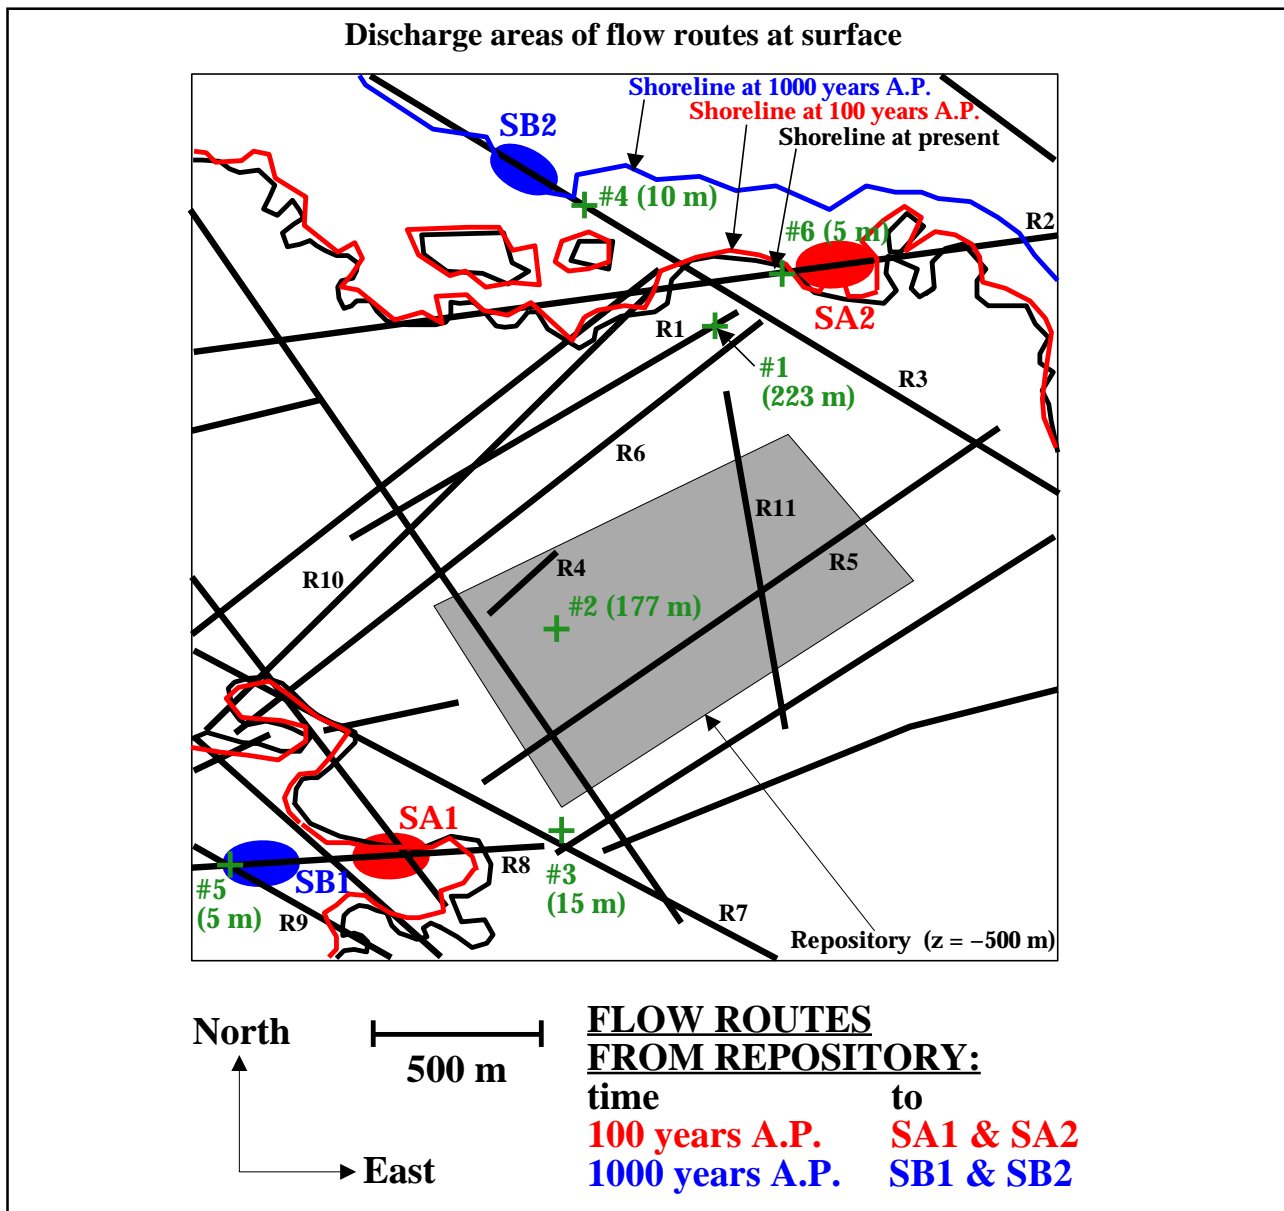 Discharge areas of flow routes at surface
Shoreline at 1000 years A.P.
Shoreline at 100 years A.P.
Shoreline at present
SB2
#4 (10 m)
#6 (5 m)
R2
SA2
R1
#1
(223 m)
R3
R6
R11
R4
R5
R10
#2 (177 m)
SA1
R8
SB1
#5
(5 m)
R9
#3
(15 m)
R7
Repository (z = −500 m)
North
East
500 m
FLOW ROUTES
FROM REPOSITORY:
time to
100 years A.P. SA1 & SA2
1000 years A.P. SB1 & SB2